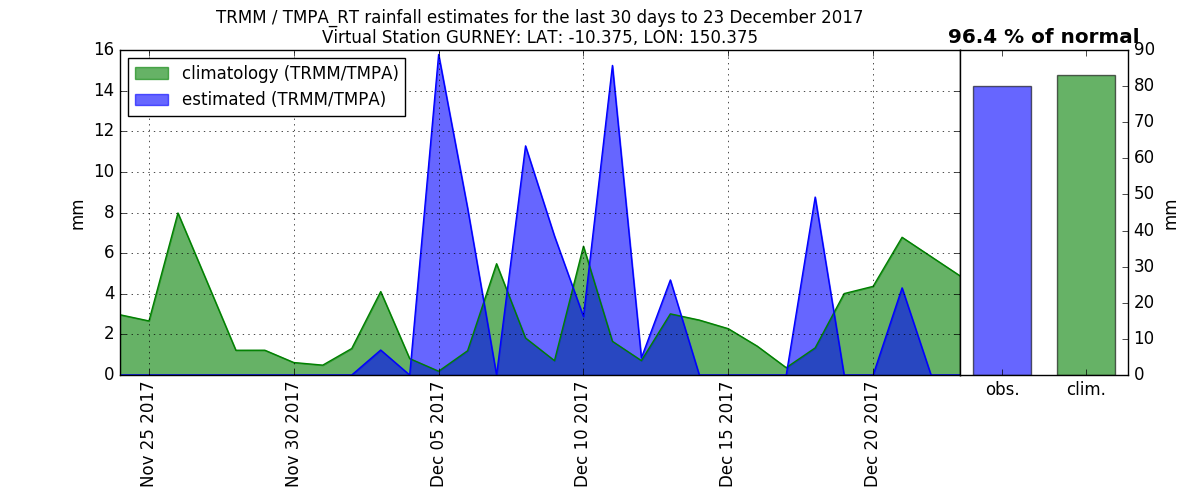 TRMM / TMPA_RT rainfall estimates for the last 30 days to 23 December 2017
Virtual Station GURNEY: LAT: -10.375, LON: 150.375
96.4 % of normal
climatology (TRMM/TMPA)
estimated (TRMM/TMPA)
mm
16
14
12
10
8
6
4
2
0
Nov 25 2017
Nov 30 2017
Dec 05 2017
Dec 10 2017
Dec 15 2017
Dec 20 2017
90
80
70
60
50
40
30
20
10
0
mm
obs.
clim.